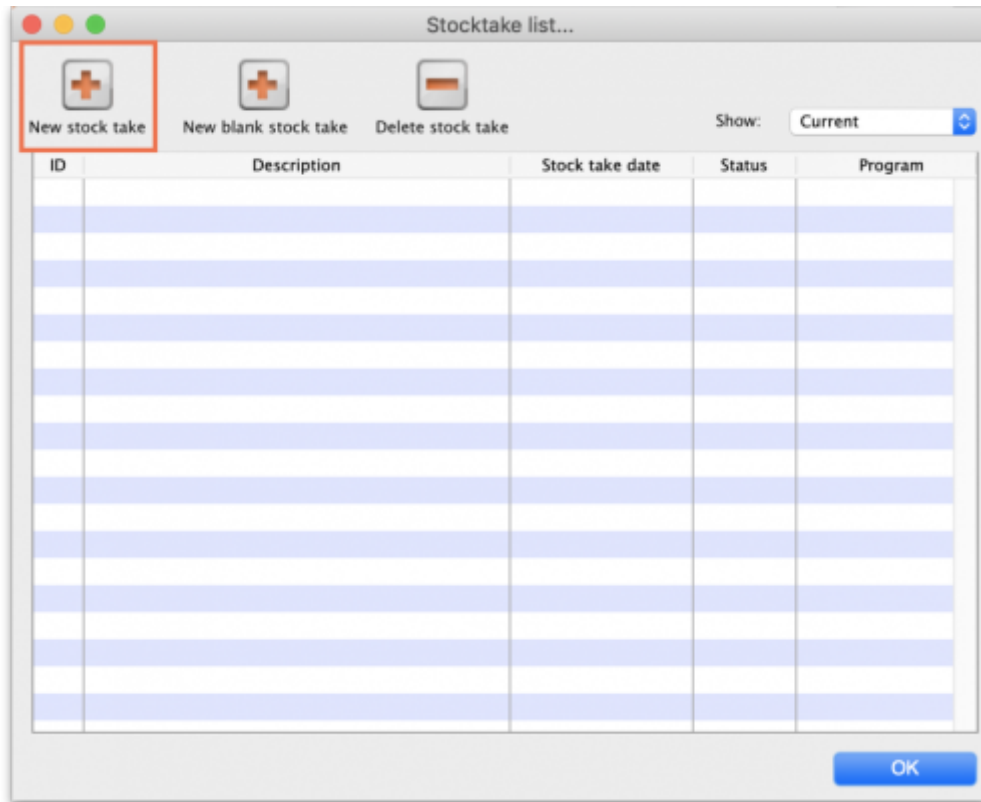 Stocktake list...
New stock take New blank stock take Delete stock take Show: Current
ID Description Stock take date Status Program
OK